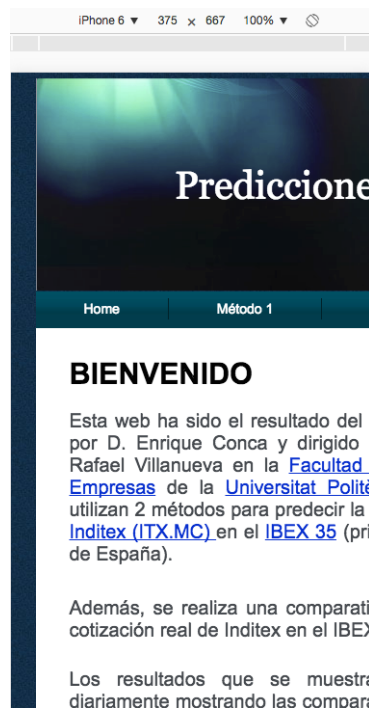 iPhone 6 ▼ 375 × 667 100% ▼
Prediccione
Home Método 1
BIENVENIDO
Esta web ha sido el resultado del
por D. Enrique Conca y dirigido
Rafael Villanueva en la Facultad
Empresas de la Universitat Polit
utilizan 2 métodos para predecir la
Inditex (ITX.MC) en el IBEX 35 (pri
de España).
Además, se realiza una comparati
cotización real de Inditex en el IBEX
Los resultados que se muestra
diariamente mostrando las compara